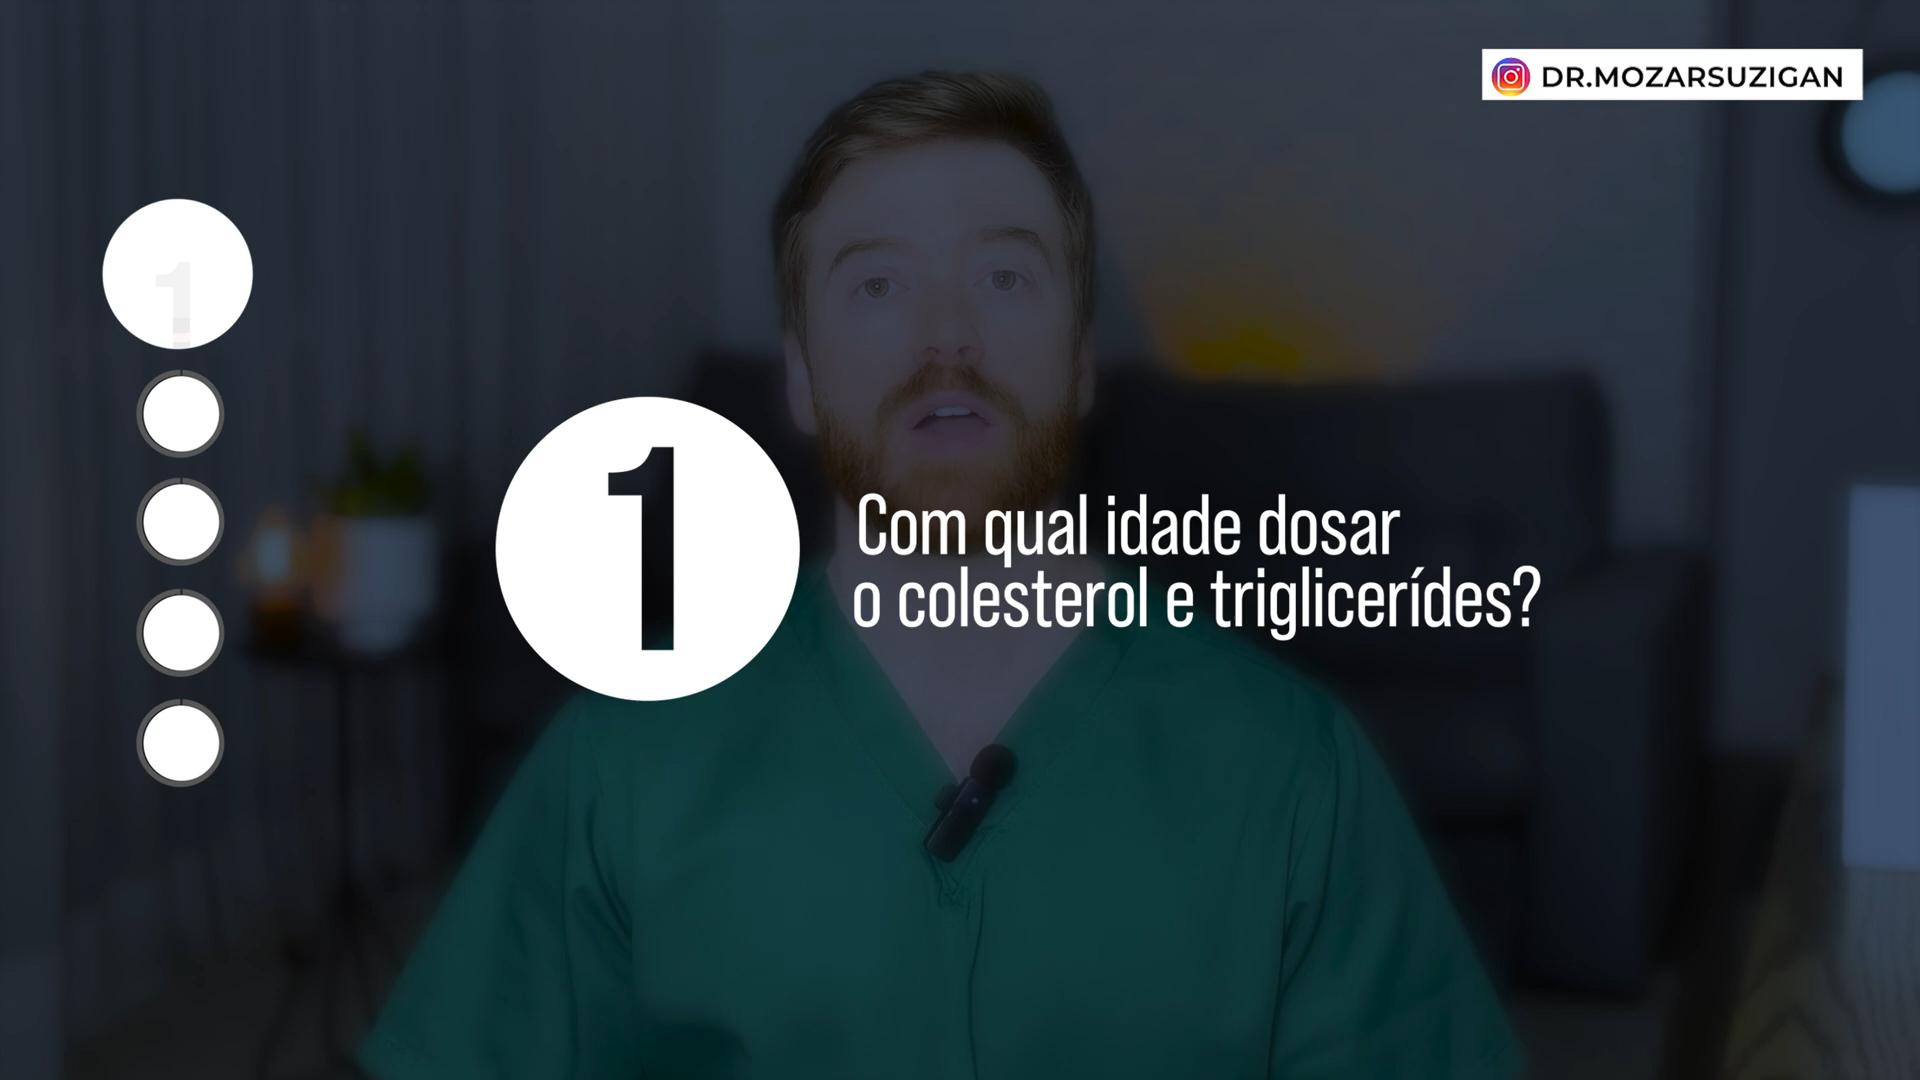 DR.MOZARSUZIGAN
1
1
Com qual idade dosar
o colesterol e triglicerídes?